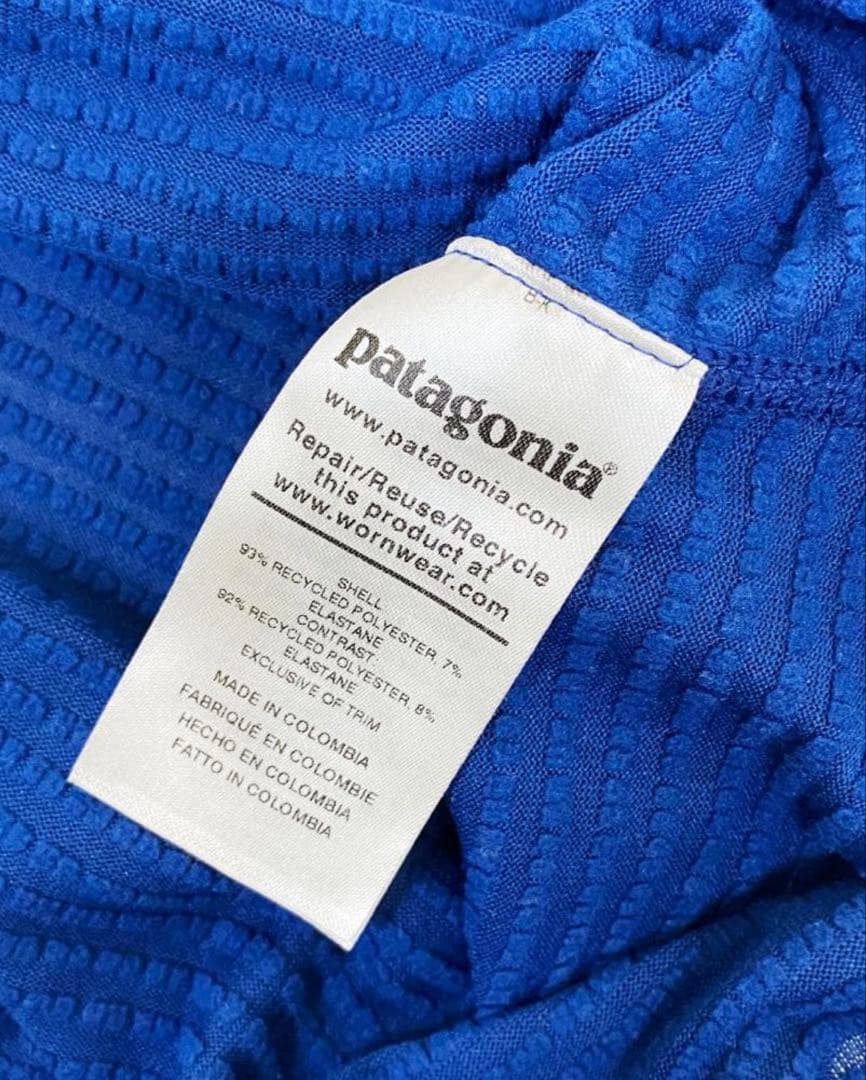 B-K
patagonia®
www.patagonia.com
Repair/Reuse/Recycle
this product at
www.wornwear.com
SHELL
93% RECYCLED POLYESTER, 7%
ELASTANE
CONTRAST:
92% RECYCLED POLYESTER, 8%
ELASTANE
EXCLUSIVE OF TRIM
MADE IN COLOMBIA
FABRIQUÉ EN COLOMBIE
HECHO EN COLOMBIA
FATTO IN COLOMBIA